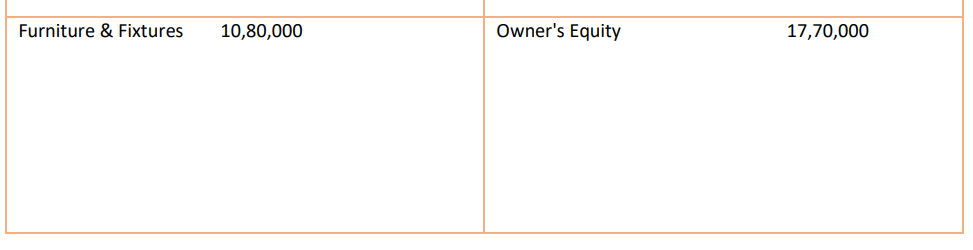 Furniture & Fixtures 10,80,000 Owner's Equity 17,70,000